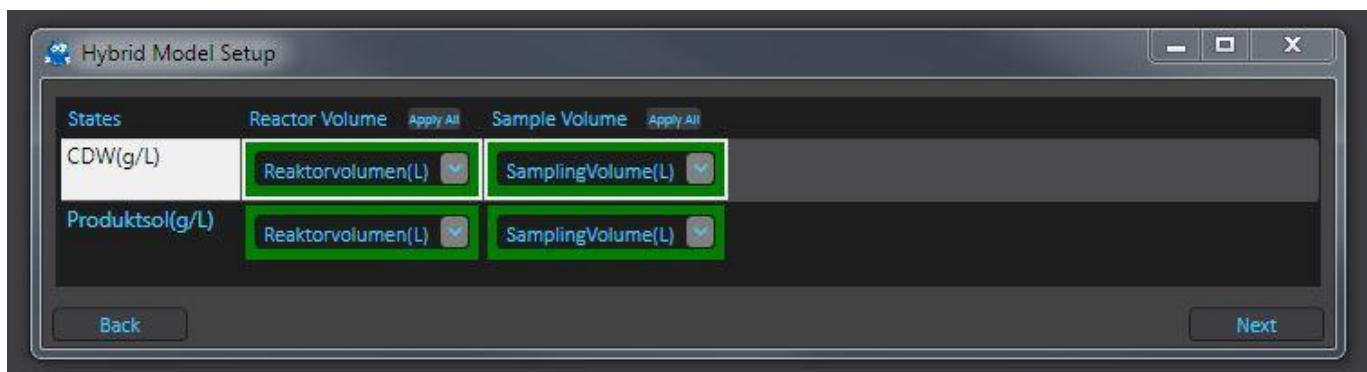 Hybrid Model Setup
States Reactor Volume Apply All Sample Volume Apply All
CDW(g/L) Reaktorvolumen(L) SamplingVolume(L)
Produktsol(g/L) Reaktorvolumen(L) SamplingVolume(L)
Back Next